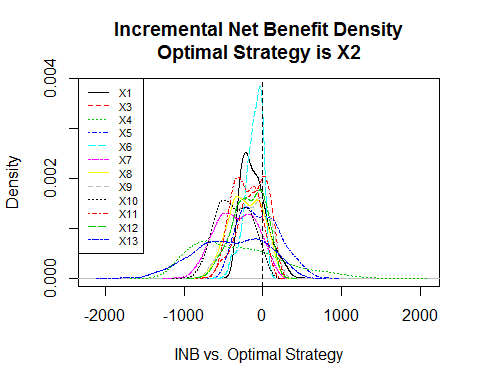 Incremental Net Benefit Density
Optimal Strategy is X2
0.004
0.002
0.000
Density
X1
X3
X4
X5
X6
X7
X8
X9
X10
X11
X12
X13
-2000 -1000 0 1000 2000
INB vs. Optimal Strategy